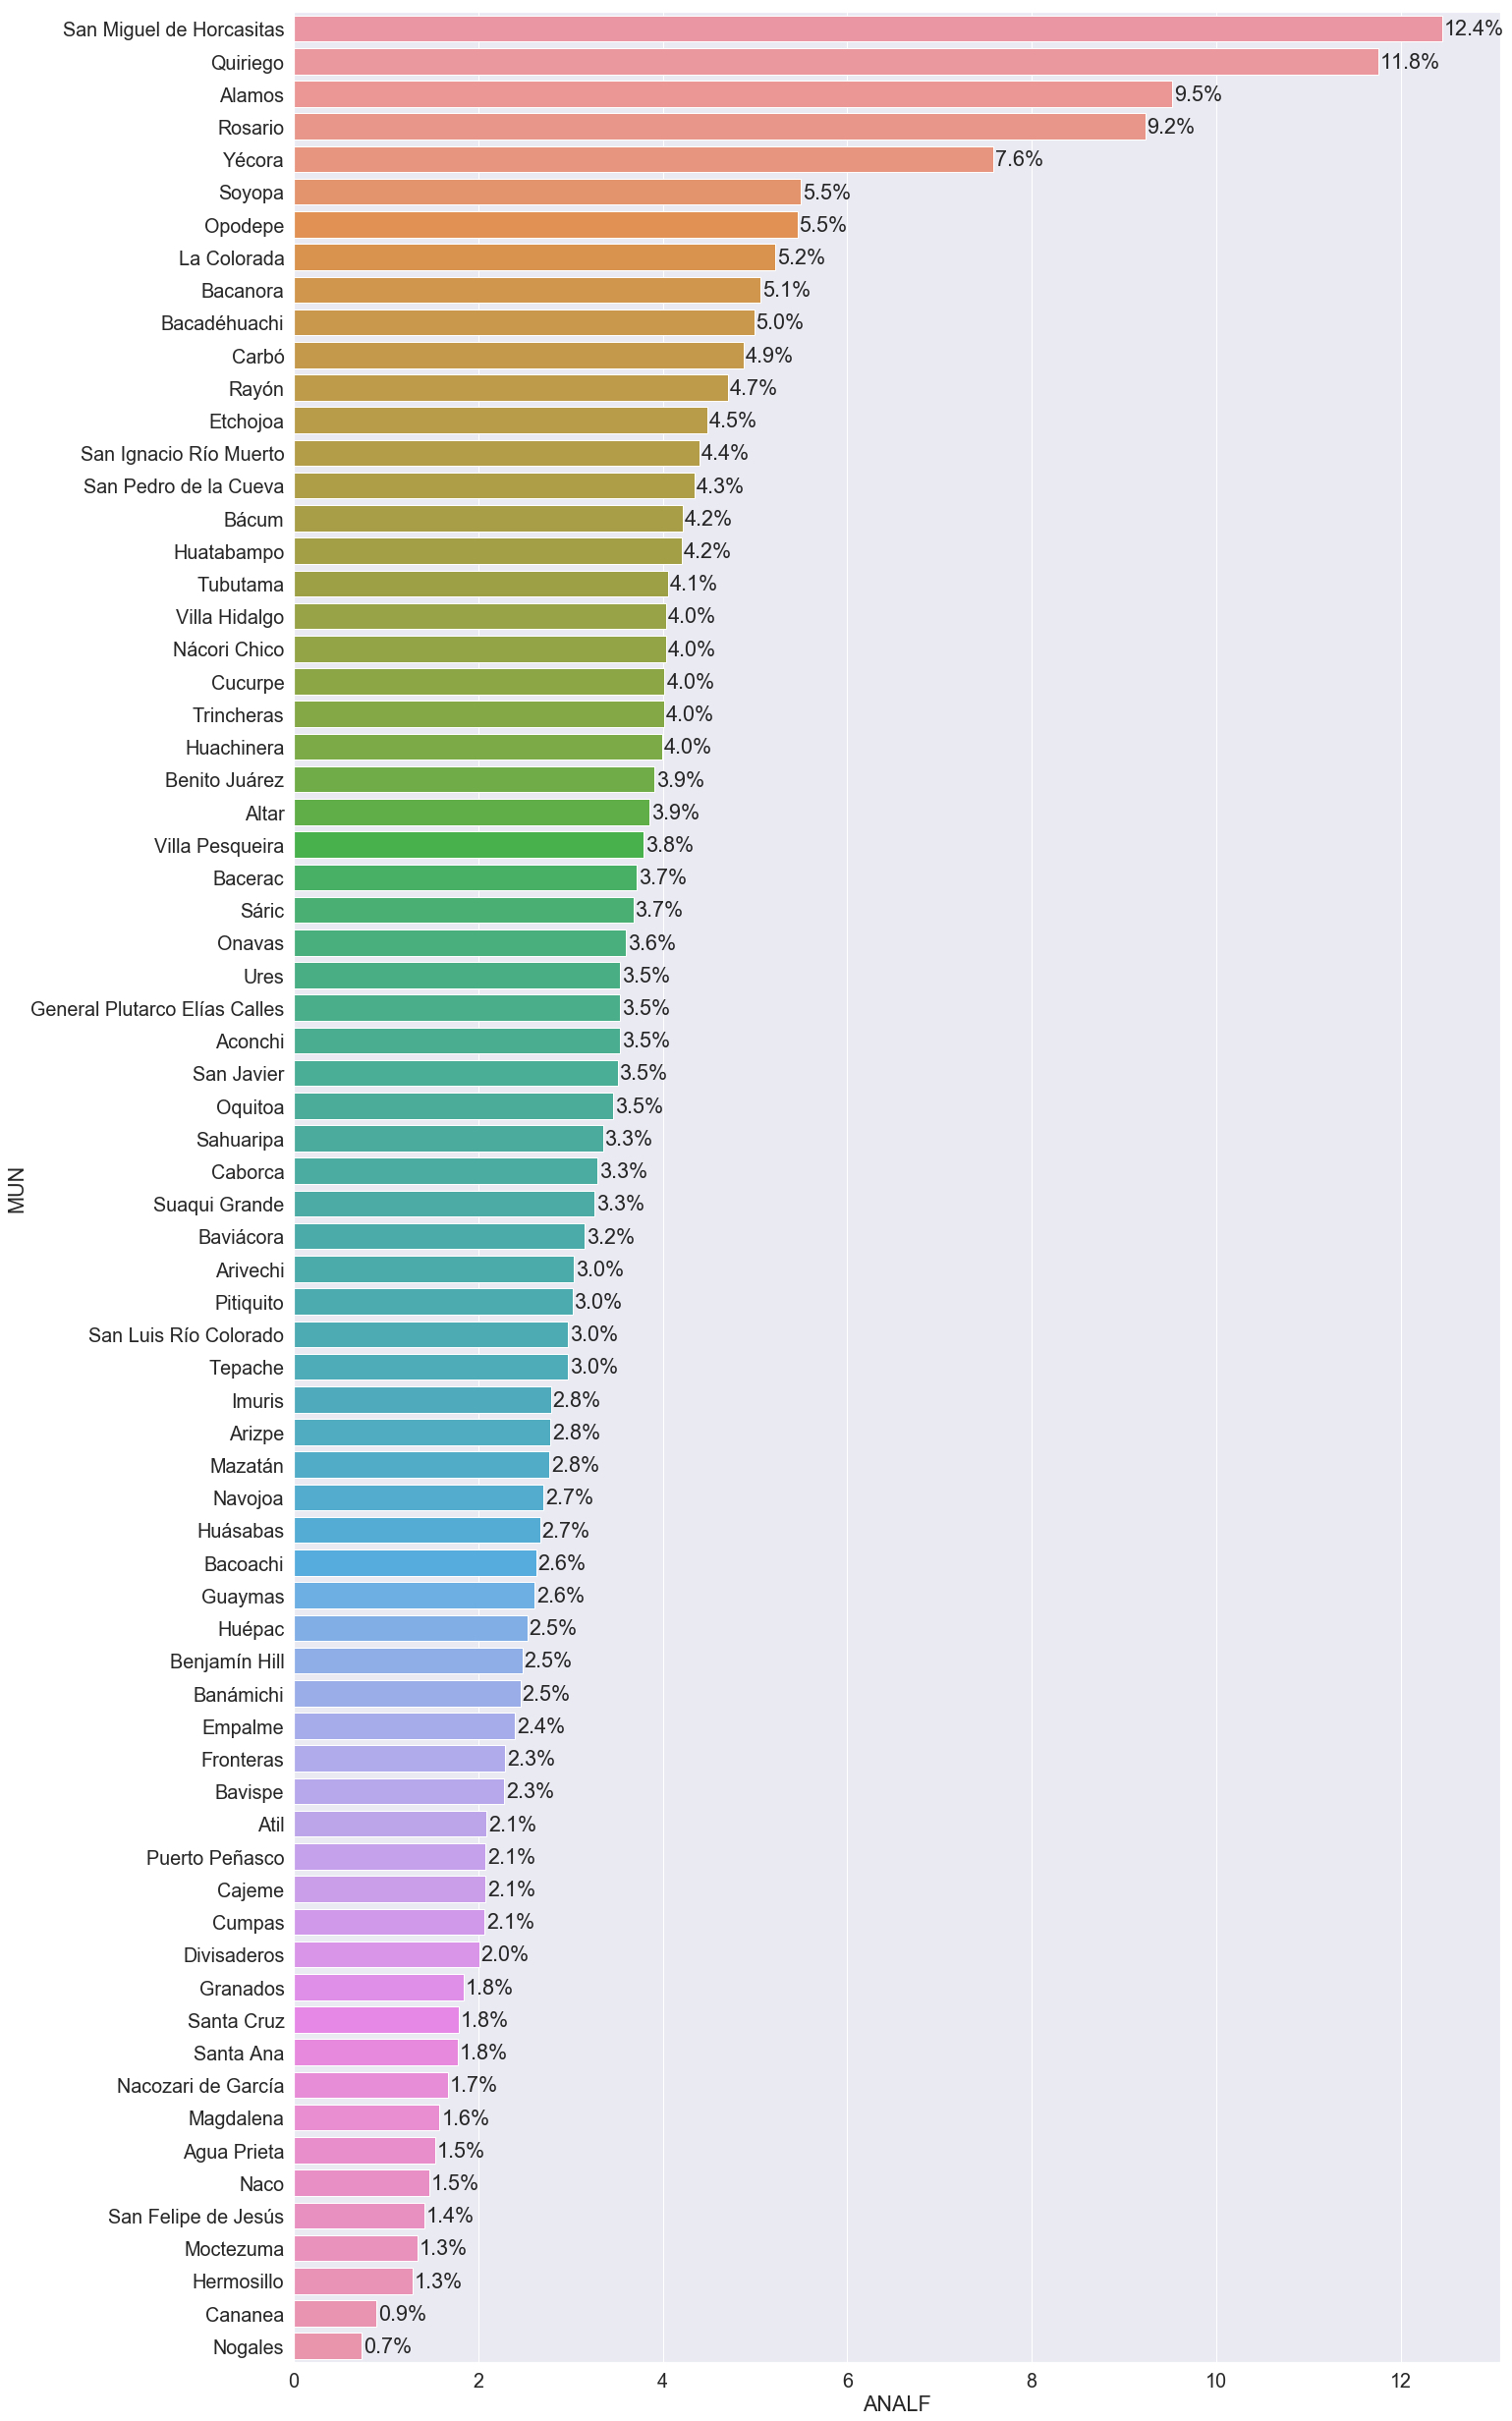 San Miguel de Horcasitas 12.4%
Quiriego 11.8%
Alamos 9.5%
Rosario 9.2%
Yécora 7.6%
Soyopa 5.5%
Opodepe 5.5%
La Colorada 5.2%
Bacanora 5.1%
Bacadéhuachi 5.0%
Carbó 4.9%
Rayón 4.7%
Etchojoa 4.5%
San Ignacio Río Muerto 4.4%
San Pedro de la Cueva 4.3%
Bácum 4.2%
Huatabampo 4.2%
Tubutama 4.1%
Villa Hidalgo 4.0%
Nácori Chico 4.0%
Cucurpe 4.0%
Trincheras 4.0%
Huachinera 4.0%
Benito Juárez 3.9%
Altar 3.9%
Villa Pesqueira 3.8%
Bacerac 3.7%
Sáric 3.7%
Onavas 3.6%
Ures 3.5%
General Plutarco Elías Calles 3.5%
Aconchi 3.5%
San Javier 3.5%
Oquitoa 3.5%
Sahuaripa 3.3%
Caborca 3.3%
Suaqui Grande 3.3%
Baviácora 3.2%
Arivechi 3.0%
Pitiquito 3.0%
San Luis Río Colorado 3.0%
Tepache 3.0%
Imuris 2.8%
Arizpe 2.8%
Mazatán 2.8%
Navojoa 2.7%
Huásabas 2.7%
Bacoachi 2.6%
Guaymas 2.6%
Huépac 2.5%
Benjamín Hill 2.5%
Banámichi 2.5%
Empalme 2.4%
Fronteras 2.3%
Bavispe 2.3%
Atil 2.1%
Puerto Peñasco 2.1%
Cajeme 2.1%
Cumpas 2.1%
Divisaderos 2.0%
Granados 1.8%
Santa Cruz 1.8%
Santa Ana 1.8%
Nacozari de García 1.7%
Magdalena 1.6%
Agua Prieta 1.5%
Naco 1.5%
San Felipe de Jesús 1.4%
Moctezuma 1.3%
Hermosillo 1.3%
Cananea 0.9%
Nogales 0.7%
MUN
0 2 4 6 8 10 12
ANALF